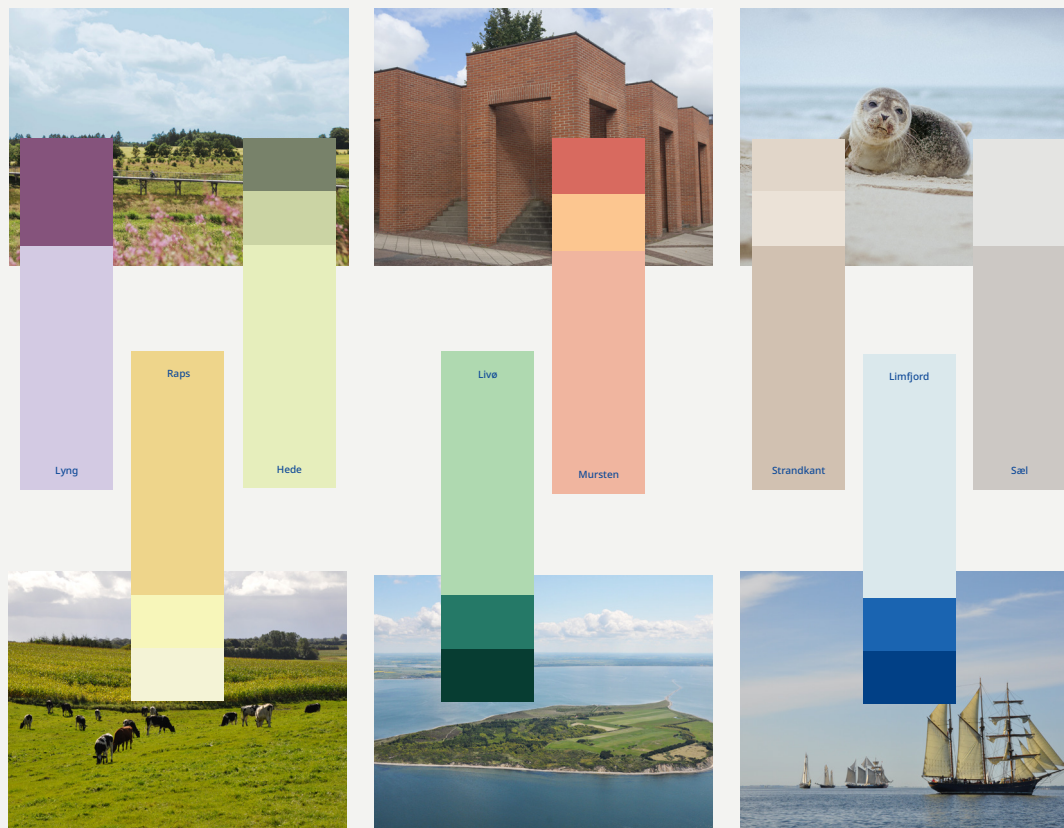 Raps
Livø
Limfjord
Lyng
Hede
Mursten
Strandkant
Sæl